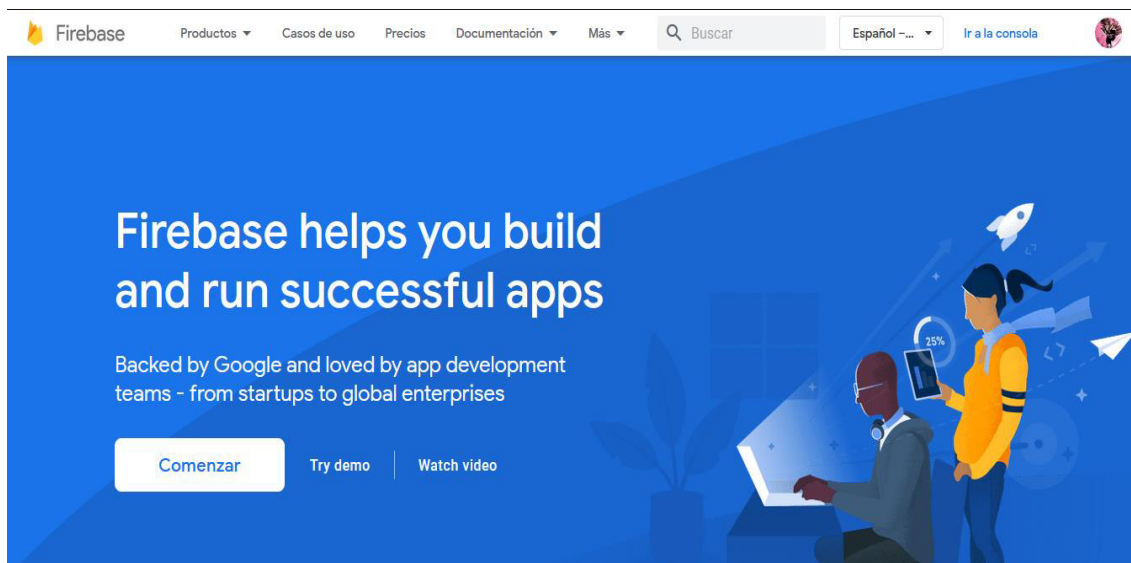 Firebase Productos Casos de uso Precios Documentación Más Buscar Español –... Ir a la consola
Firebase helps you build
and run successful apps
25%
Backed by Google and loved by app development
teams - from startups to global enterprises
Comenzar Try demo Watch video